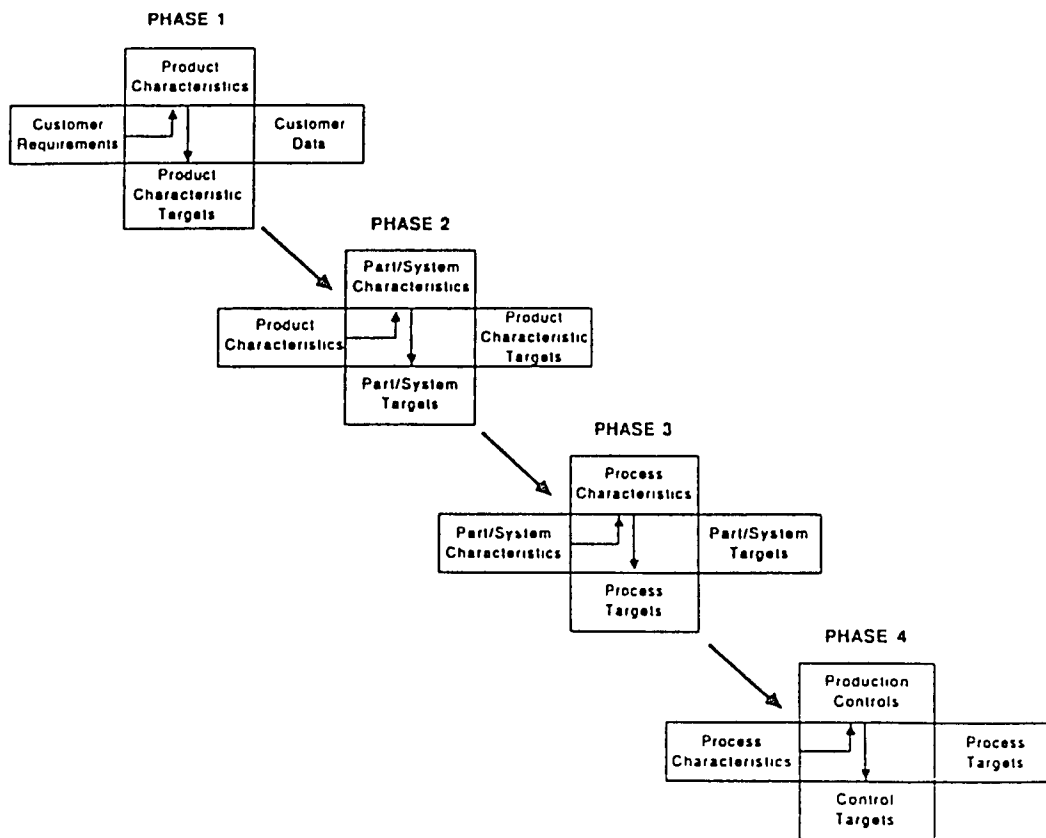 PHASE 1
Product
Characteristics
Customer
Requirements
Customer
Data
Product
Characteristic
Targets
PHASE 2
Part/System
Characteristics
Product
Characteristics
Product
Characteristic
Targets
Part/System
Targets
PHASE 3
Process
Characteristics
Part/System
Characteristics
Part/System
Targets
Process
Targets
PHASE 4
Production
Controls
Process
Characteristics
Process
Targets
Control
Targets